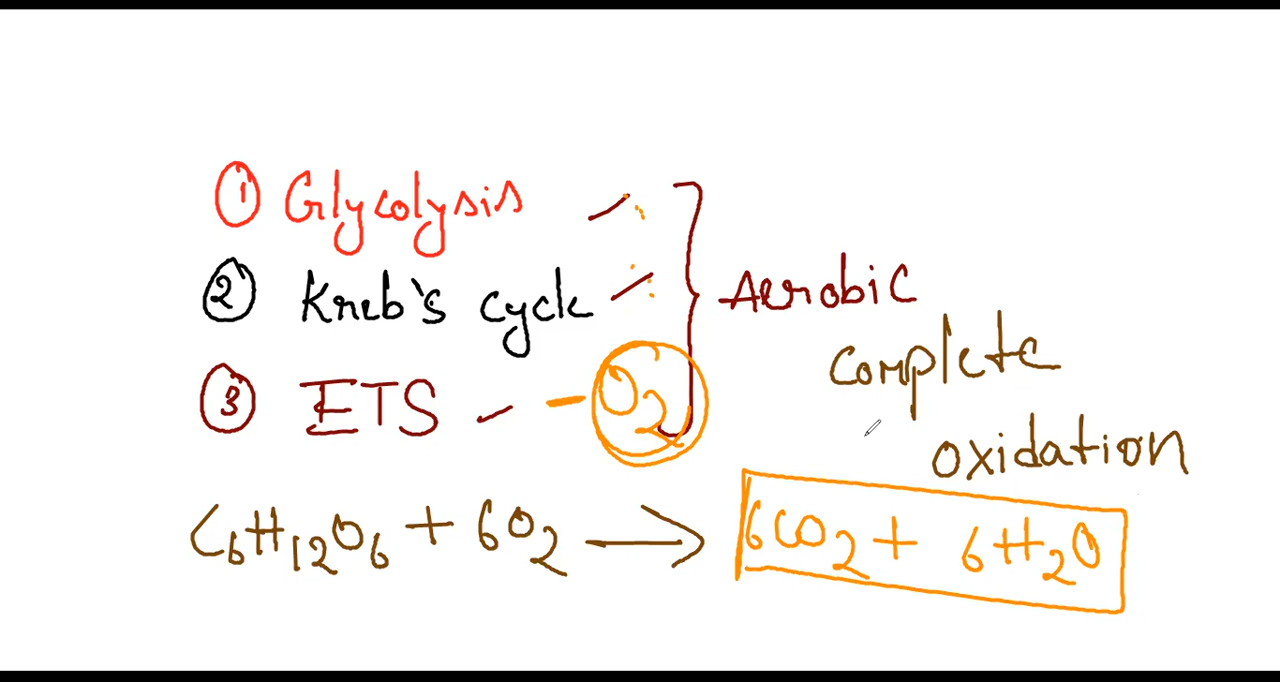 ① Glycolysis
② Kreb's cycle
③ ETS - O₂
Aerobic
complete
oxidation
C₆H₁₂O₆ + 6O₂ → 6CO₂ + 6H₂O